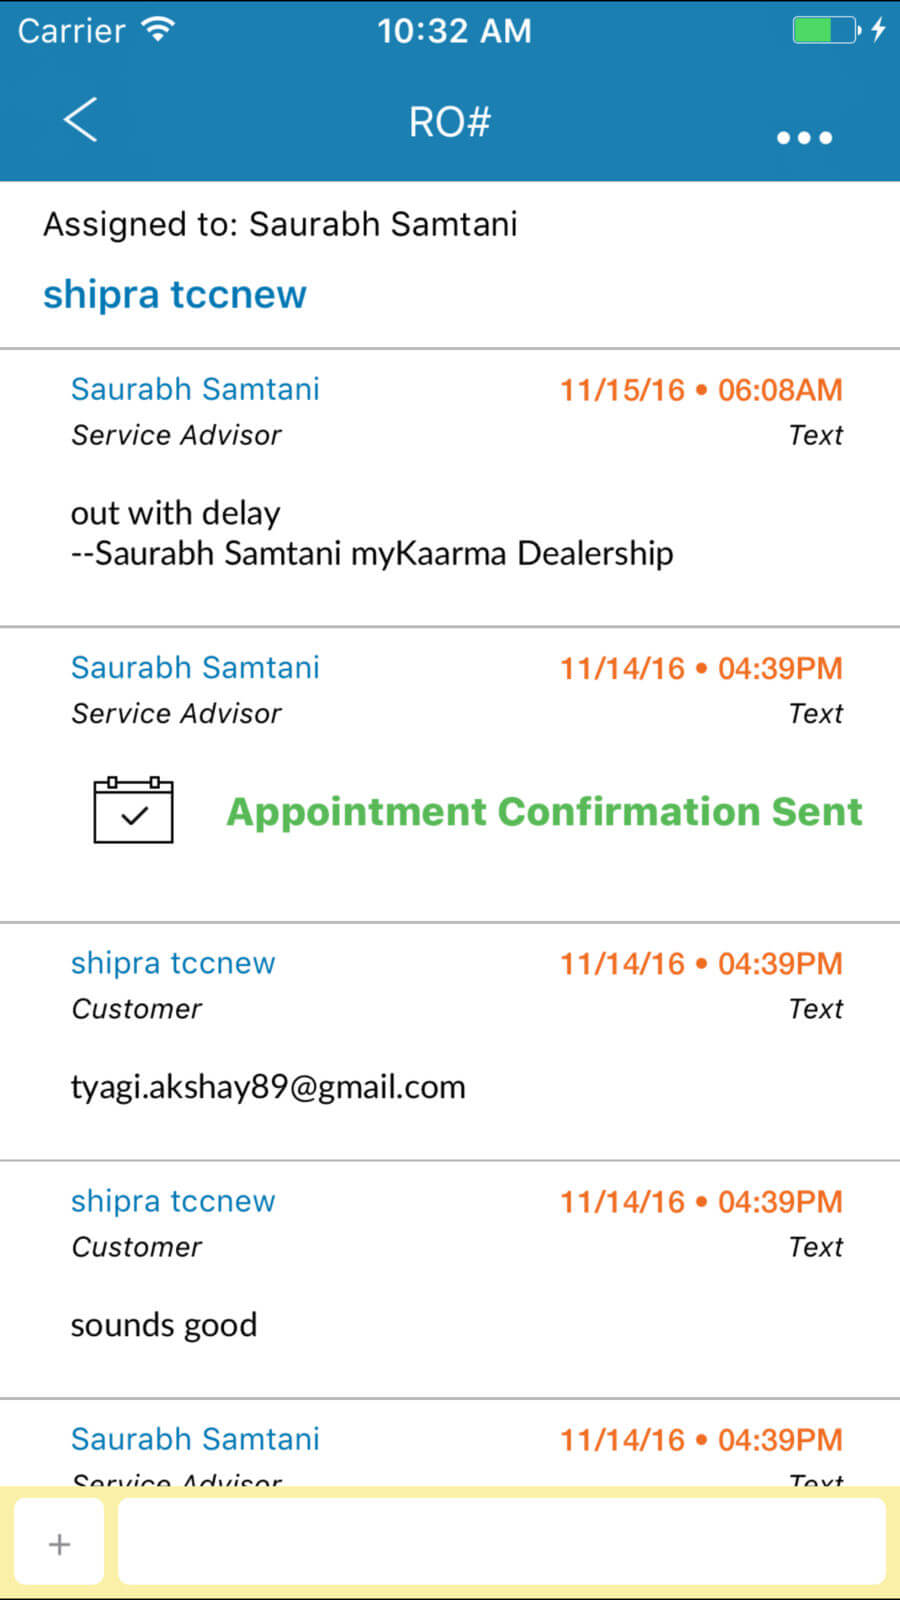 Carrier 10:32 AM
RO#
Assigned to: Saurabh Samtani
shipra tccnew
Saurabh Samtani 11/15/16 • 06:08AM
Service Advisor Text
out with delay
--Saurabh Samtani myKaarma Dealership
Saurabh Samtani 11/14/16 • 04:39PM
Service Advisor Text
Appointment Confirmation Sent
shipra tccnew 11/14/16 • 04:39PM
Customer Text
tyagi.akshay89@gmail.com
shipra tccnew 11/14/16 • 04:39PM
Customer Text
sounds good
Saurabh Samtani 11/14/16 • 04:39PM
Service Advisor Text
+